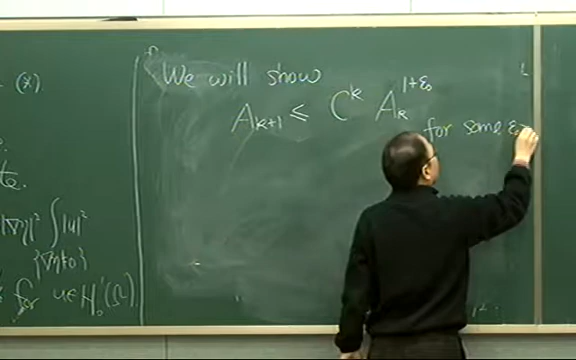 (*).
te.
|∇η|² ∫ |u|²
{∇η≠0}
for u∈H₀¹(Ω)
We will show
A_{k+1} ≤ C^k A_k^{1+ε₀}
for some ε₀